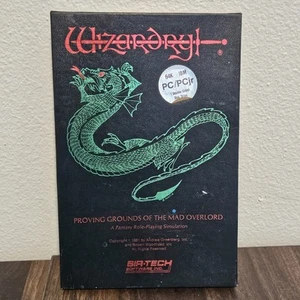 Wizardry
®
PC/PCjr
PROVING GROUNDS OF THE MAD OVERLORD
A Fantasy Role-Playing Simulation
SIR-TECH
SOFTWARE INC.